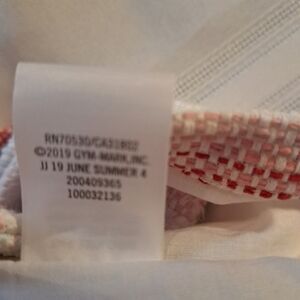 RN70530/CA31802
©2019 GYM-MARK,INC.
JJ 19 JUNE SUMMER 4
200409365
100032136